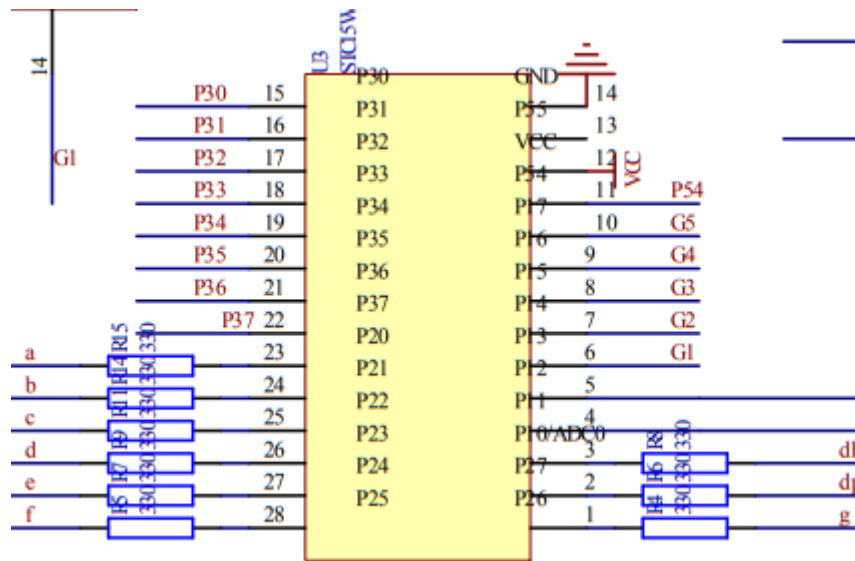 14
G1
U3
STC15W
P30 15 P30 GND 14
P31 16 P31 P55 13
P32 17 P32 VCC 12 VCC
P33 18 P33 P54 11 P54
P34 19 P34 P17 10 G5
P35 20 P35 P16 9 G4
P36 21 P36 P15 8 G3
P37 22 P37 P14 7 G2
a R15 330 23 P20 P13 6 G1
b R14 330 24 P21 P12 5
c R11 330 25 P22 P11 4
d R9 330 26 P23 P10/ADC0 3 R8 330
e R7 330 27 P24 P27 2 R6 330 dp
f R5 330 28 P25 P26 1 R4 330 g